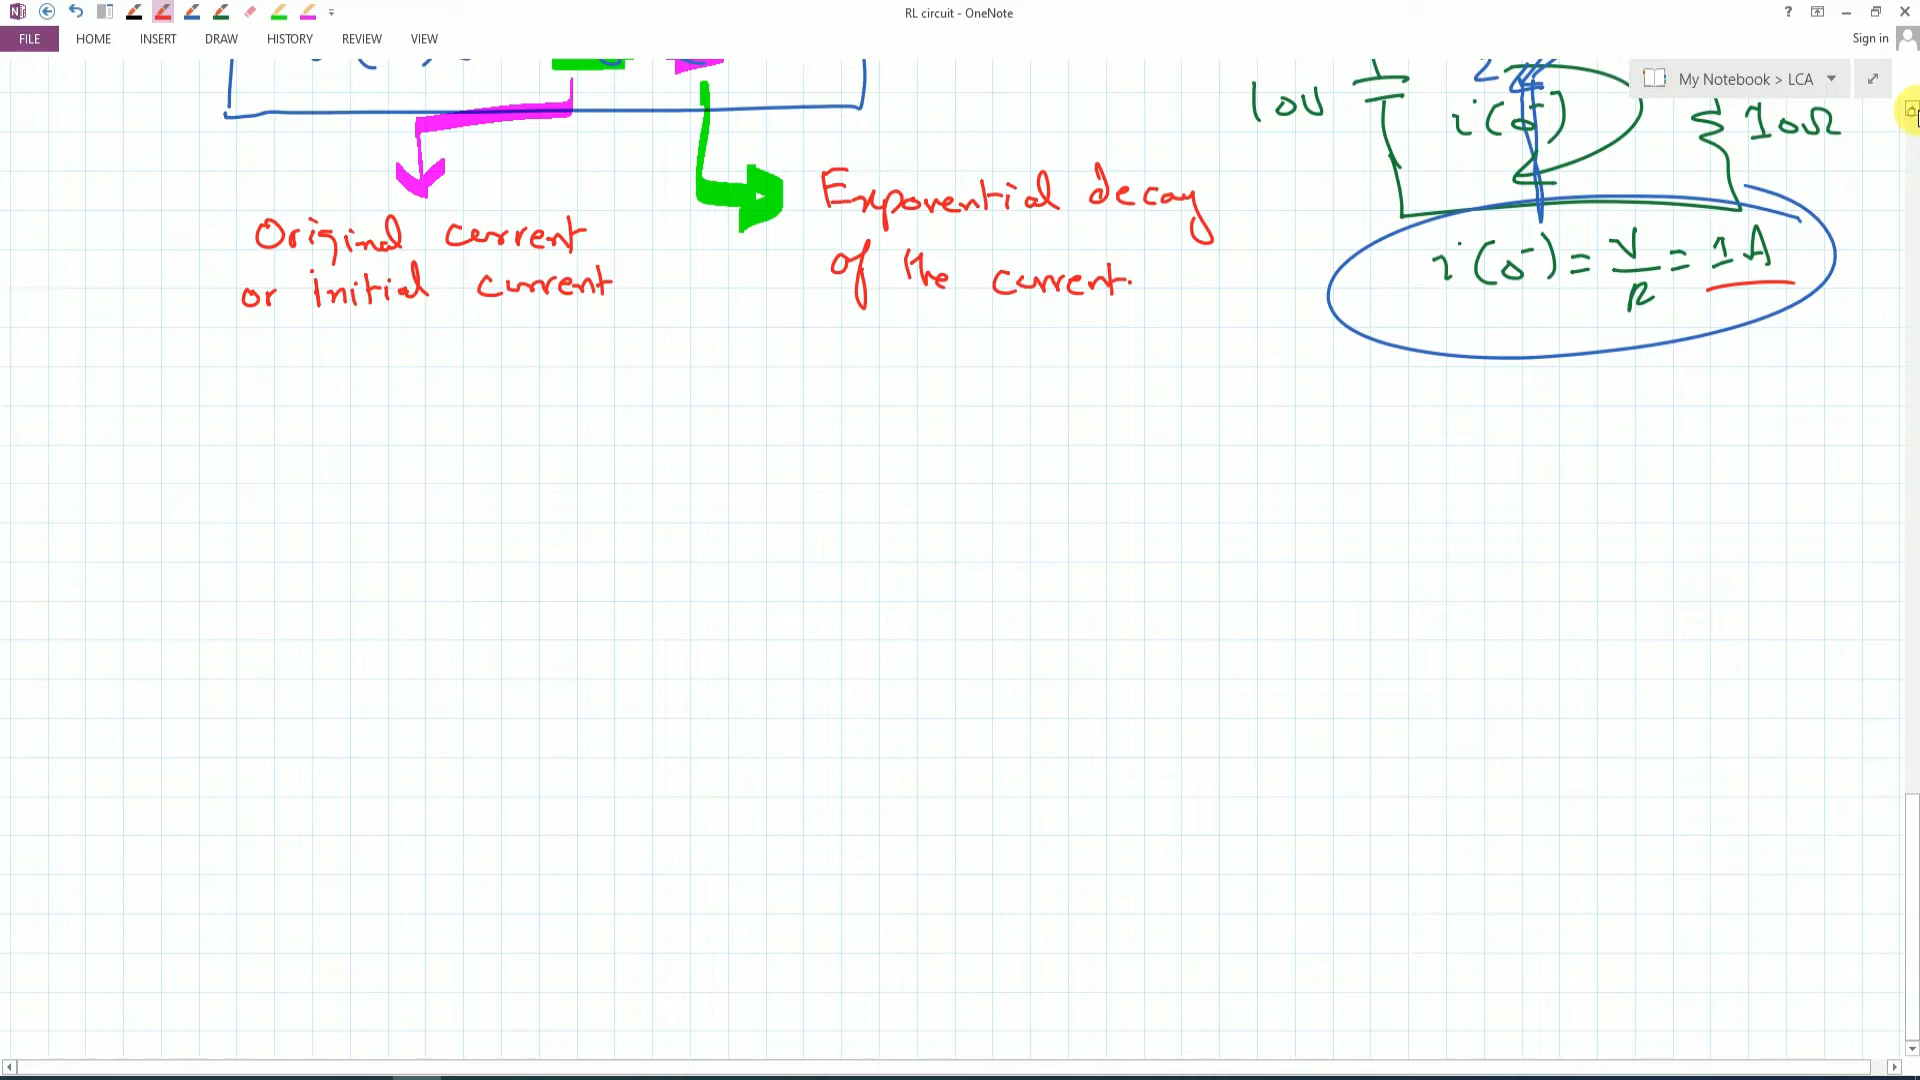 RL circuit - OneNote
?
FILE HOME INSERT DRAW HISTORY REVIEW VIEW
Sign in
My Notebook > LCA
10V
i(0⁻)
10Ω
Exponential decay
of the current.
Original current
or initial current
i(0⁻) = V/R = 1A